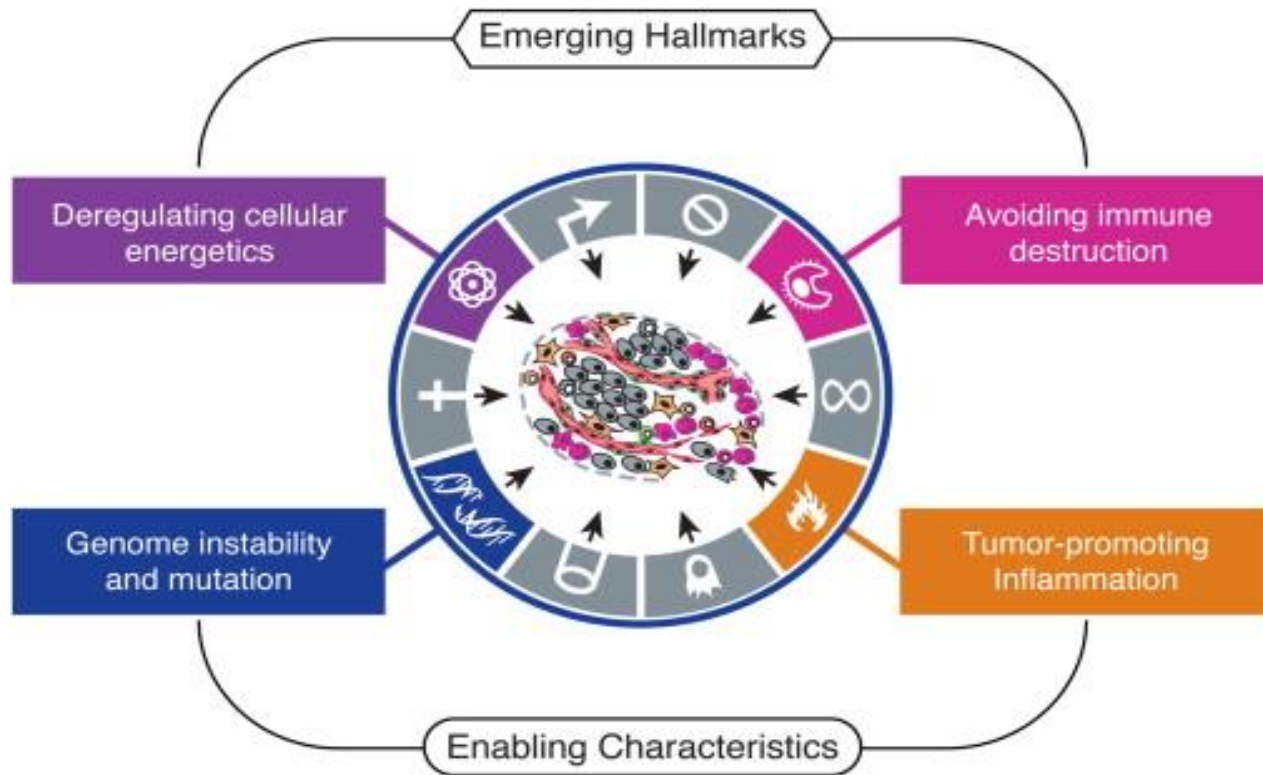 Emerging Hallmarks
Deregulating cellular
energetics
Avoiding immune
destruction
Genome instability
and mutation
Tumor-promoting
Inflammation
Enabling Characteristics